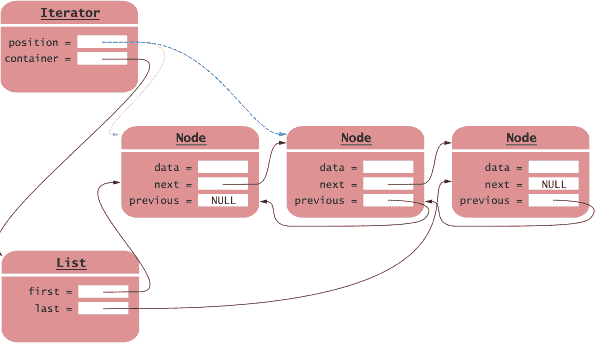 Iterator
position =
container =
Node
data =
next =
previous = NULL
Node
data =
next =
previous =
Node
data =
next = NULL
previous =
List
first =
last =